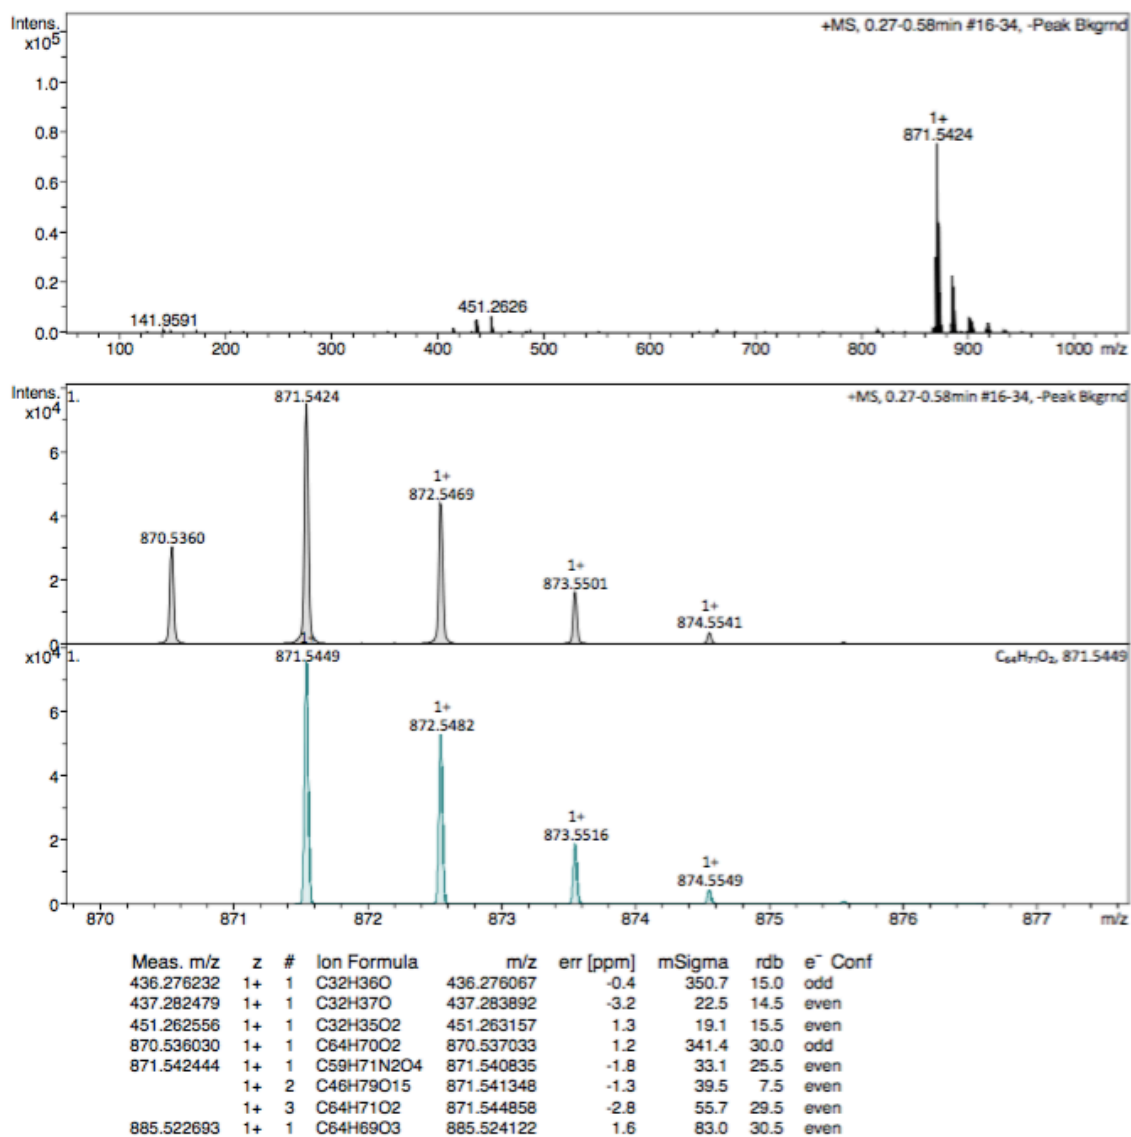 Intens.
x10⁵
+MS, 0.27-0.58min #16-34, -Peak Bkgrnd
1.0
0.8
0.6
0.4
0.2
0.0
1+
871.5424
141.9591
451.2626
100 200 300 400 500 600 700 800 900 1000 m/z
Intens.
x10⁴
1.
871.5424
+MS, 0.27-0.58min #16-34, -Peak Bkgrnd
6
4
2
0
870.5360
1+
872.5469
1+
873.5501
1+
874.5541
x10⁴
1.
1+
871.5449
C₆₄H₇₁O₂, 871.5449
6
4
2
0
1+
872.5482
1+
873.5516
1+
874.5549
870 871 872 873 874 875 876 877 m/z
Meas. m/z z # Ion Formula m/z err [ppm] mSigma rdb e⁻ Conf
436.276232 1+ 1 C32H36O 436.276067 -0.4 350.7 15.0 odd
437.282479 1+ 1 C32H37O 437.283892 -3.2 22.5 14.5 even
451.262556 1+ 1 C32H35O2 451.263157 1.3 19.1 15.5 even
870.536030 1+ 1 C64H70O2 870.537033 1.2 341.4 30.0 odd
871.542444 1+ 1 C59H71N2O4 871.540835 -1.8 33.1 25.5 even
1+ 2 C46H79O15 871.541348 -1.3 39.5 7.5 even
1+ 3 C64H71O2 871.544858 -2.8 55.7 29.5 even
885.522693 1+ 1 C64H69O3 885.524122 1.6 83.0 30.5 even